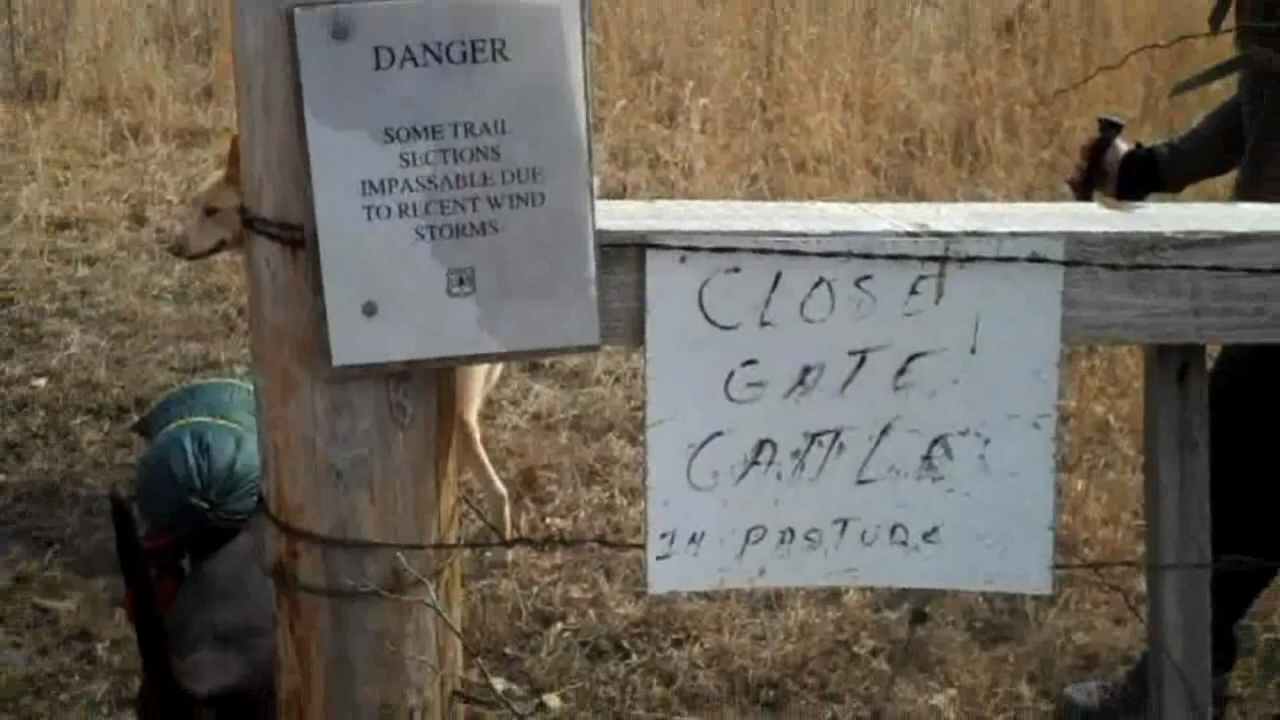 DANGER
SOME TRAIL
SECTIONS
IMPASSABLE DUE
TO RECENT WIND
STORMS
CLOSE
GATE!
CATTLE
IN PASTURE